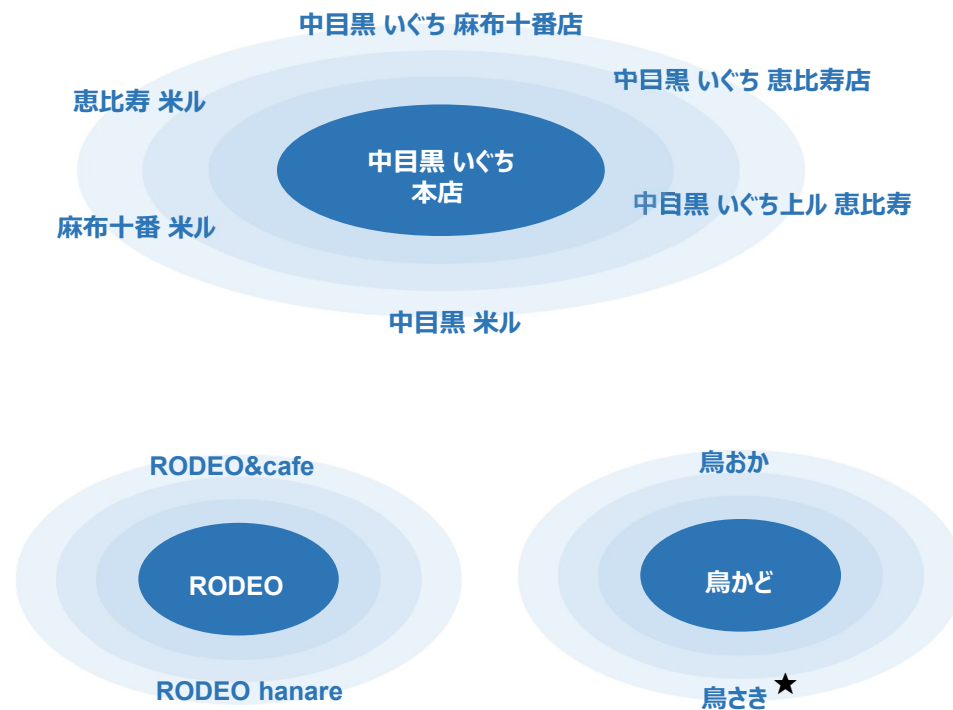 中目黒 いぐち 麻布十番店
中目黒 いぐち 恵比寿店
恵比寿 米ル
中目黒 いぐち
本店
中目黒 いぐち上ル 恵比寿
麻布十番 米ル
中目黒 米ル
RODEO&cafe
RODEO
RODEO hanare
鳥おか
鳥かど
鳥さき★